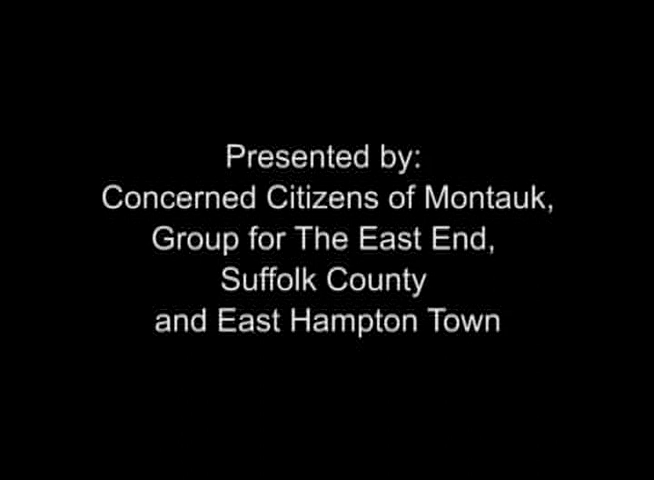 Presented by:
Concerned Citizens of Montauk,
Group for The East End,
Suffolk County
and East Hampton Town